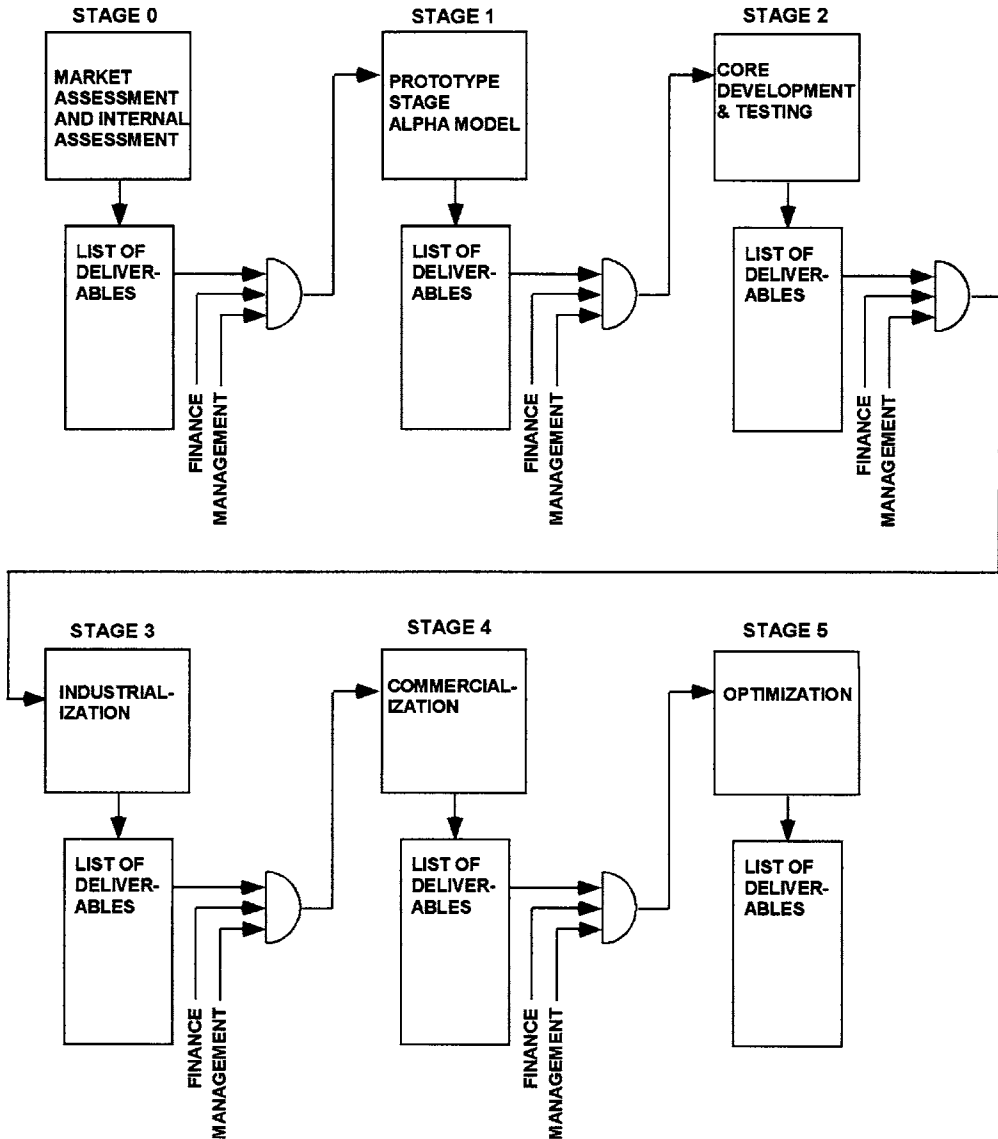 STAGE 0
MARKET
ASSESSMENT
AND INTERNAL
ASSESSMENT
LIST OF
DELIVER-
ABLES
FINANCE
MANAGEMENT
STAGE 1
PROTOTYPE
STAGE
ALPHA MODEL
LIST OF
DELIVER-
ABLES
FINANCE
MANAGEMENT
STAGE 2
CORE
DEVELOPMENT
& TESTING
LIST OF
DELIVER-
ABLES
FINANCE
MANAGEMENT
STAGE 3
INDUSTRIAL-
IZATION
LIST OF
DELIVER-
ABLES
FINANCE
MANAGEMENT
STAGE 4
COMMERCIAL-
IZATION
LIST OF
DELIVER-
ABLES
FINANCE
MANAGEMENT
STAGE 5
OPTIMIZATION
LIST OF
DELIVER-
ABLES